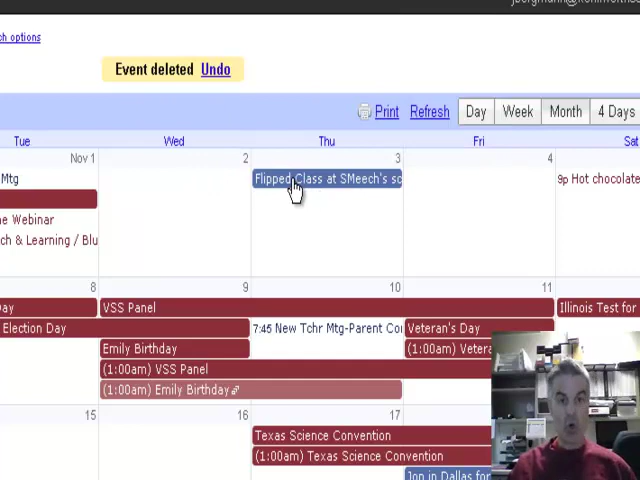 ch options
Event deleted Undo
Print Refresh Day Week Month 4 Days
Tue Wed Thu Fri Sat
Nov 1 2 3 4
Mtg
Flipped Class at SMeech's sc
9p Hot chocolate
ne Webinar
ch & Learning / Blu
8 9 10 11
Day VSS Panel Illinois Test for
Election Day 7:45 New Tchr Mtg-Parent Co Veteran's Day
Emily Birthday (1:00am) Vetera
(1:00am) VSS Panel
(1:00am) Emily Birthday
15 16 17
Texas Science Convention
(1:00am) Texas Science Convention
Jon in Dallas for